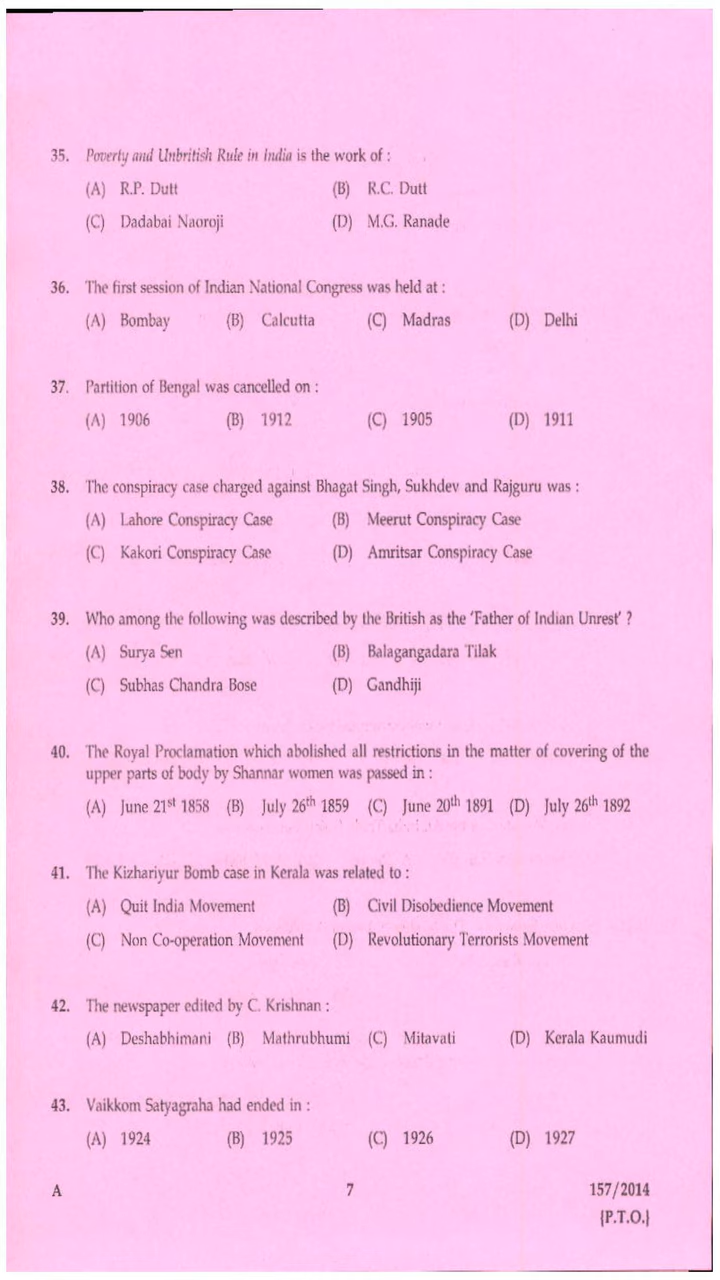 35. Poverty and Unbritish Rule in India is the work of :
(A) R.P. Dutt (B) R.C. Dutt
(C) Dadabai Naoroji (D) M.G. Ranade
36. The first session of Indian National Congress was held at :
(A) Bombay (B) Calcutta (C) Madras (D) Delhi
37. Partition of Bengal was cancelled on :
(A) 1906 (B) 1912 (C) 1905 (D) 1911
38. The conspiracy case charged against Bhagat Singh, Sukhdev and Rajguru was :
(A) Lahore Conspiracy Case (B) Meerut Conspiracy Case
(C) Kakori Conspiracy Case (D) Amritsar Conspiracy Case
39. Who among the following was described by the British as the 'Father of Indian Unrest' ?
(A) Surya Sen (B) Balagangadara Tilak
(C) Subhas Chandra Bose (D) Gandhiji
40. The Royal Proclamation which abolished all restrictions in the matter of covering of the
upper parts of body by Shannar women was passed in :
(A) June 21st 1858 (B) July 26th 1859 (C) June 20th 1891 (D) July 26th 1892
41. The Kizhariyur Bomb case in Kerala was related to :
(A) Quit India Movement (B) Civil Disobedience Movement
(C) Non Co-operation Movement (D) Revolutionary Terrorists Movement
42. The newspaper edited by C. Krishnan :
(A) Deshabhimani (B) Mathrubhumi (C) Mitavati (D) Kerala Kaumudi
43. Vaikkom Satyagraha had ended in :
(A) 1924 (B) 1925 (C) 1926 (D) 1927
A 7 157/2014
{P.T.O.}